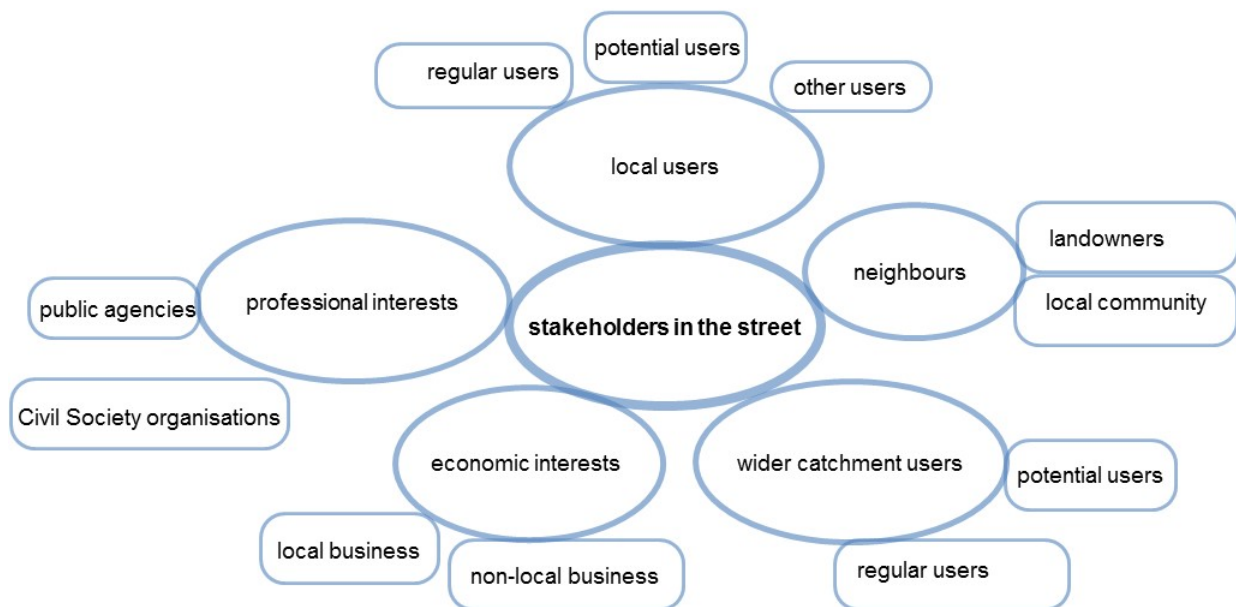 potential users
regular users
other users
local users
landowners
neighbours
local community
public agencies
professional interests
stakeholders in the street
Civil Society organisations
economic interests
wider catchment users
potential users
local business
non-local business
regular users